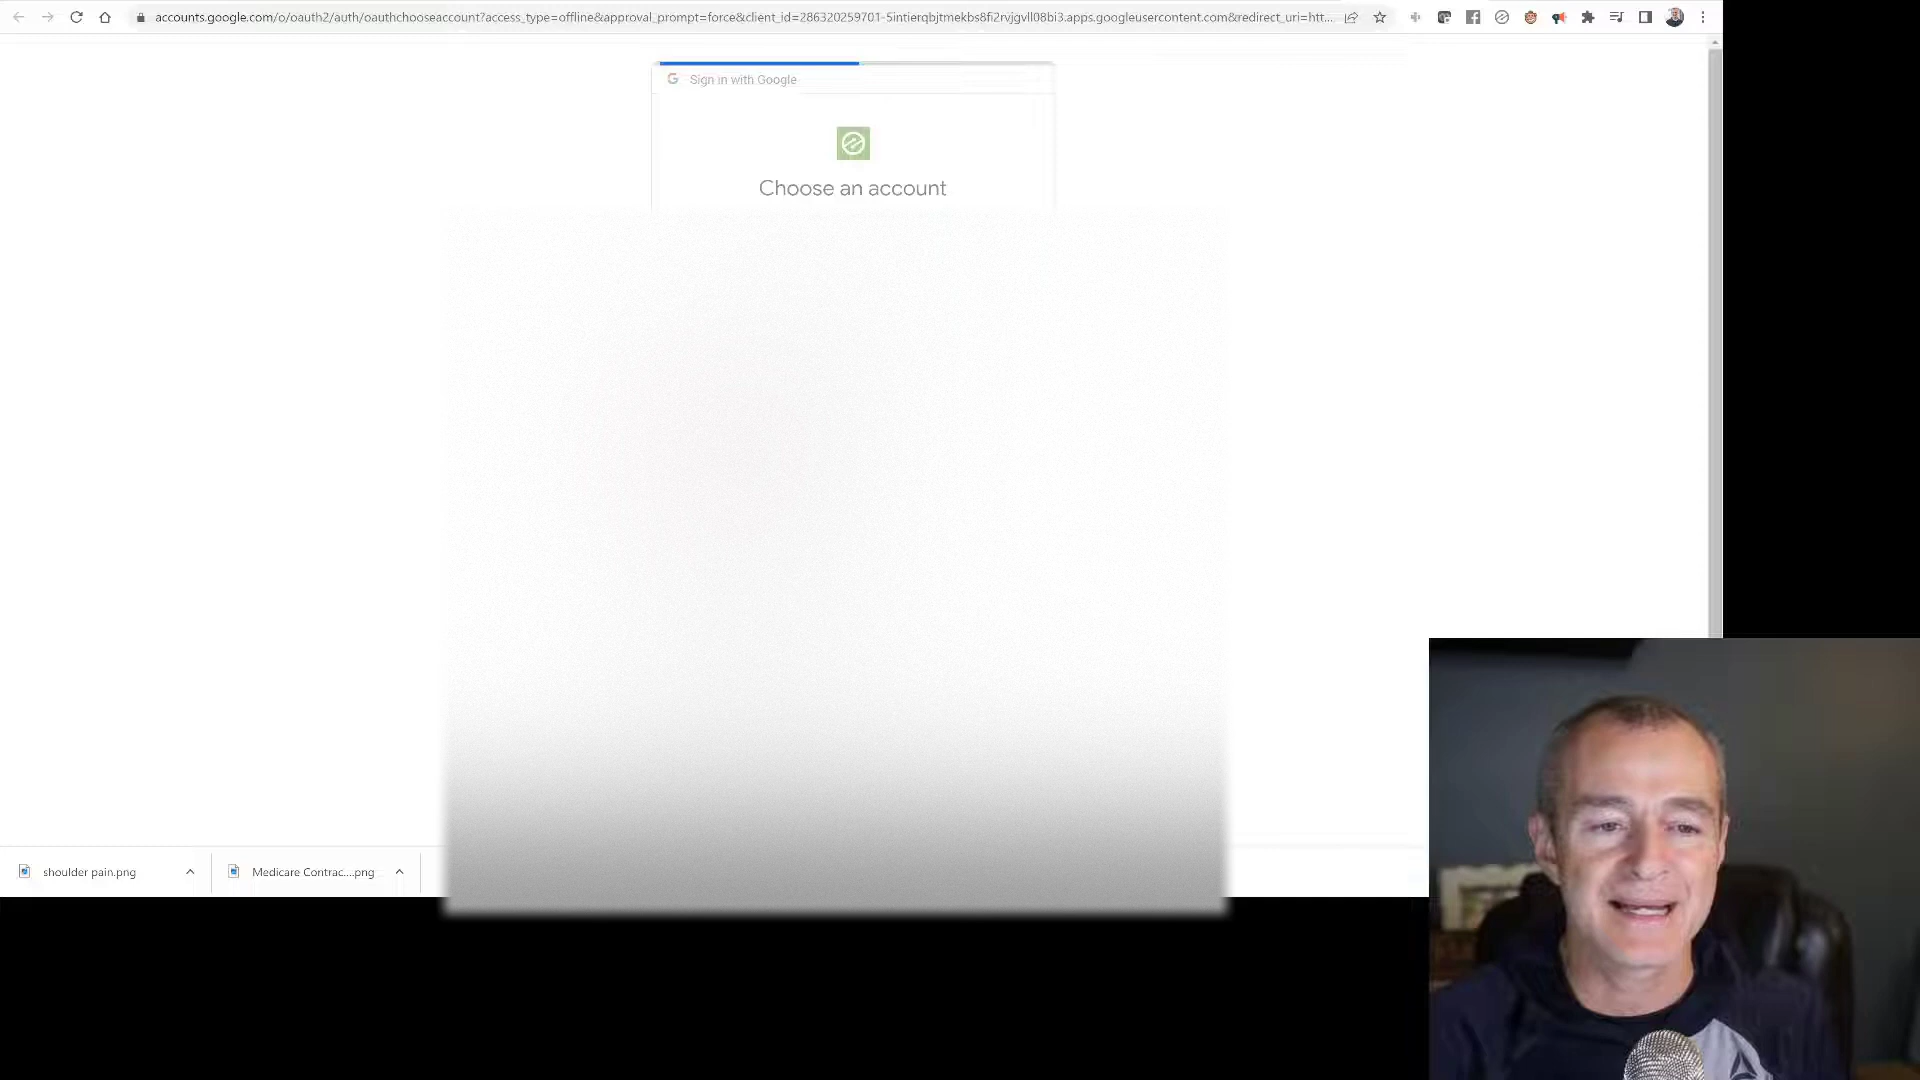 accounts.google.com/o/oauth2/auth/oauthchooseaccount?access_type=offline&approval_prompt=force&client_id=286320259701-5intierqbjtmekbs8fi2rvjgvll08bi3.apps.googleusercontent.com&redirect_uri=htt...
Sign in with Google
Choose an account
shoulder pain.png
Medicare Contrac....png